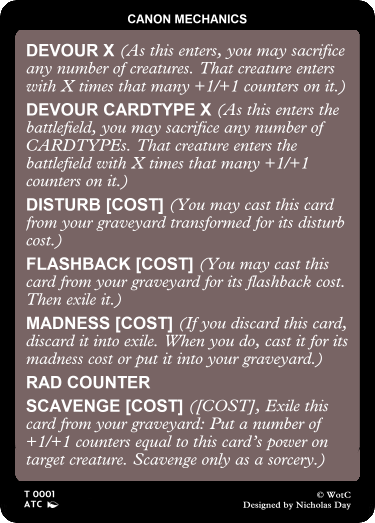 CANON MECHANICS
DEVOUR X (As this enters, you may sacrifice
any number of creatures. That creature enters
with X times that many +1/+1 counters on it.)
DEVOUR CARDTYPE X (As this enters the
battlefield, you may sacrifice any number of
CARDTYPEs. That creature enters the
battlefield with X times that many +1/+1
counters on it.)
DISTURB [COST] (You may cast this card
from your graveyard transformed for its disturb
cost.)
FLASHBACK [COST] (You may cast this
card from your graveyard for its flashback cost.
Then exile it.)
MADNESS [COST] (If you discard this card,
discard it into exile. When you do, cast it for its
madness cost or put it into your graveyard.)
RAD COUNTER
SCAVENGE [COST] ([COST], Exile this
card from your graveyard: Put a number of
+1/+1 counters equal to this card's power on
target creature. Scavenge only as a sorcery.)
T 0001 © WotC
ATC Designed by Nicholas Day